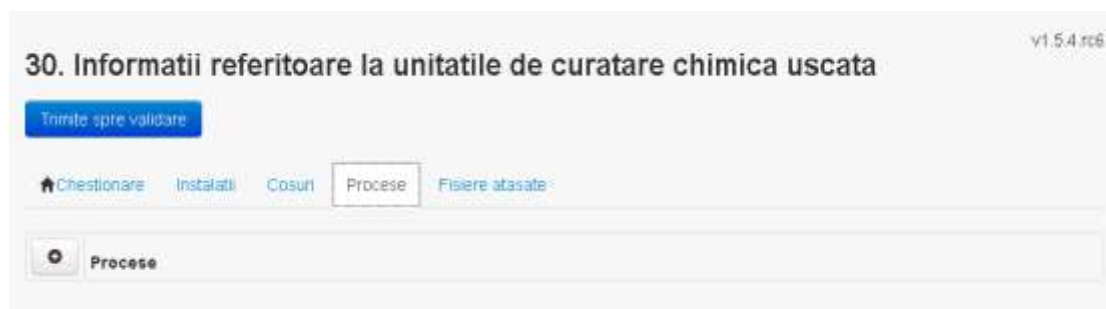 v1.5.4.rc6
30. Informatii referitoare la unitatile de curatare chimica uscata
Trimite spre validare
Chestionare Instalatii Cosuri Procese Fisiere atasate
Procese